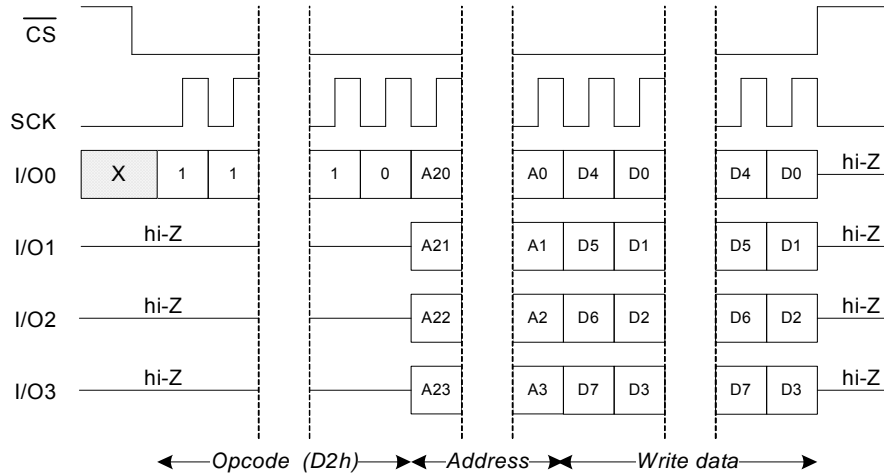 CS
SCK
I/O0 X 1 1 1 0 A20 A0 D4 D0 D4 D0 hi-Z
I/O1 hi-Z A21 A1 D5 D1 D5 D1 hi-Z
I/O2 hi-Z A22 A2 D6 D2 D6 D2 hi-Z
I/O3 hi-Z A23 A3 D7 D3 D7 D3 hi-Z
Opcode (D2h) Address Write data